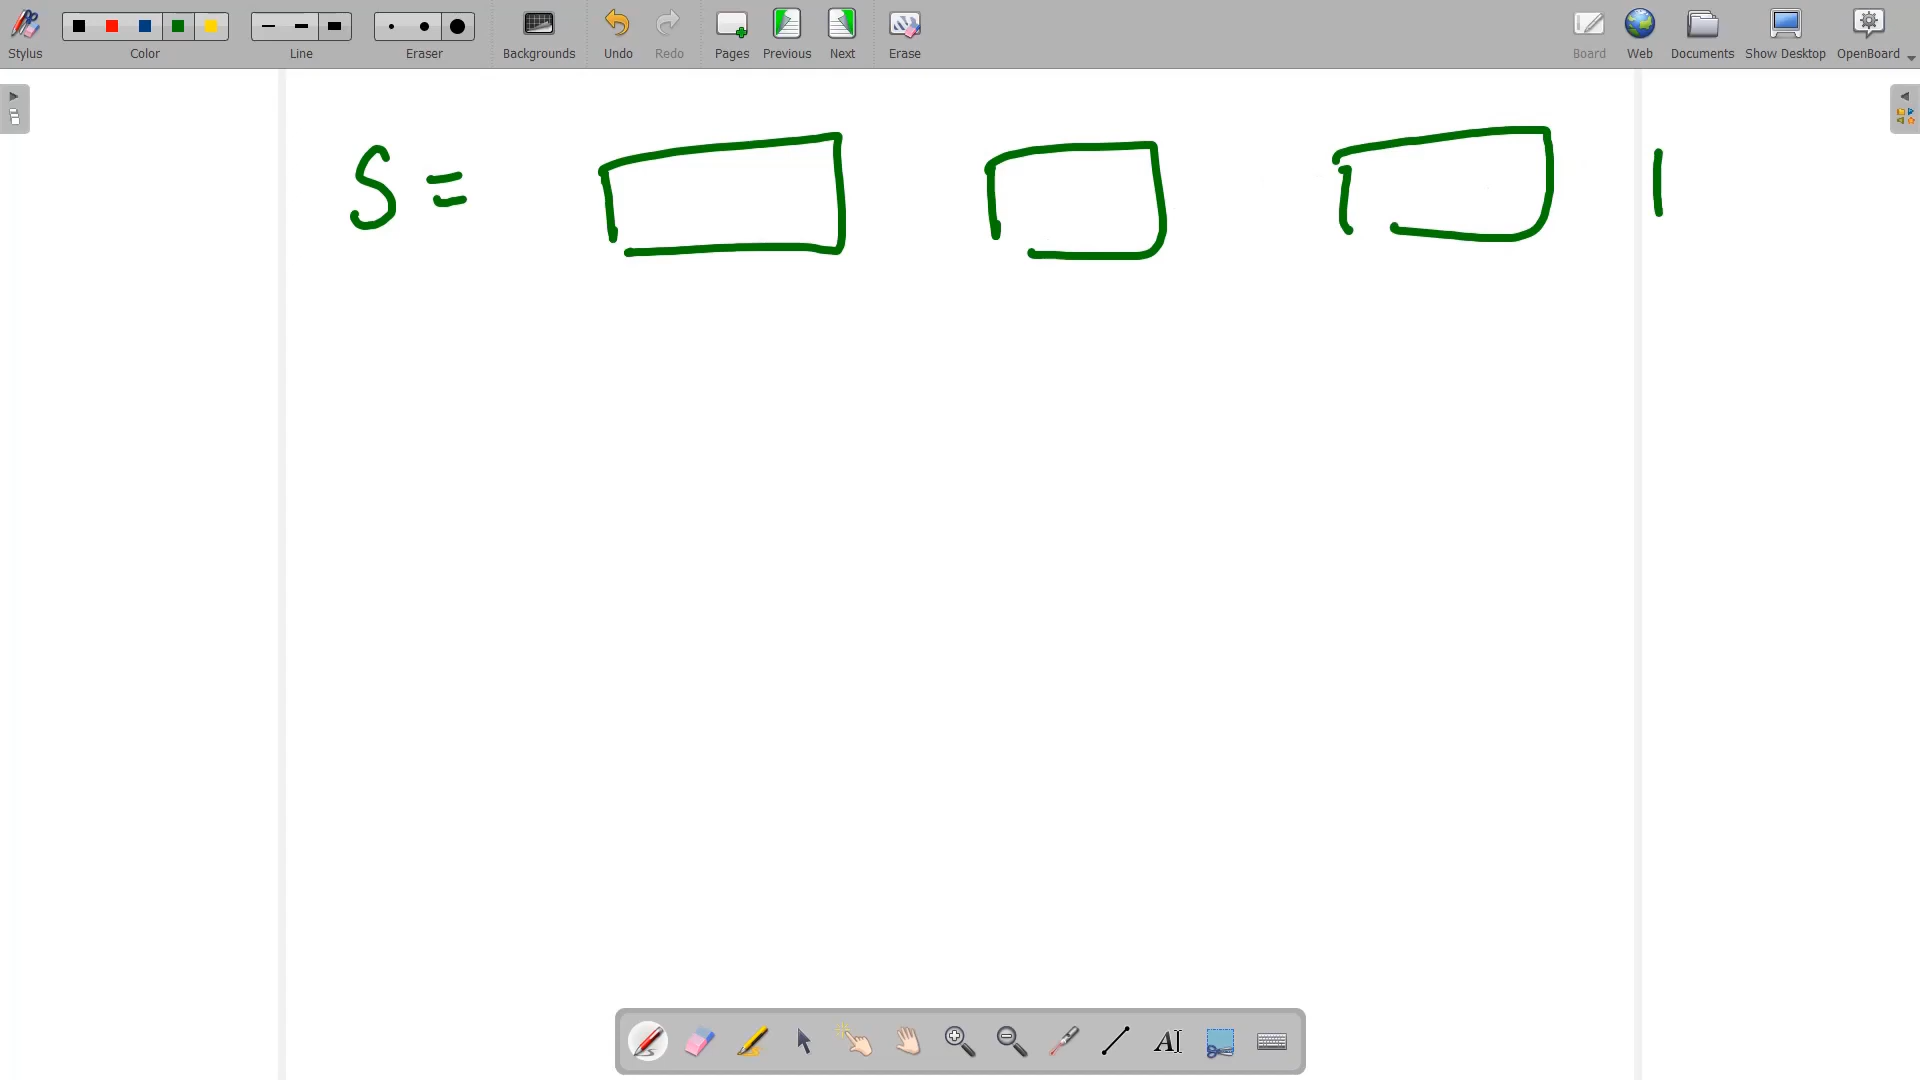 Stylus Color Line Eraser Backgrounds Undo Redo Pages Previous Next Erase Board Web Documents Show Desktop OpenBoard
S = |
A